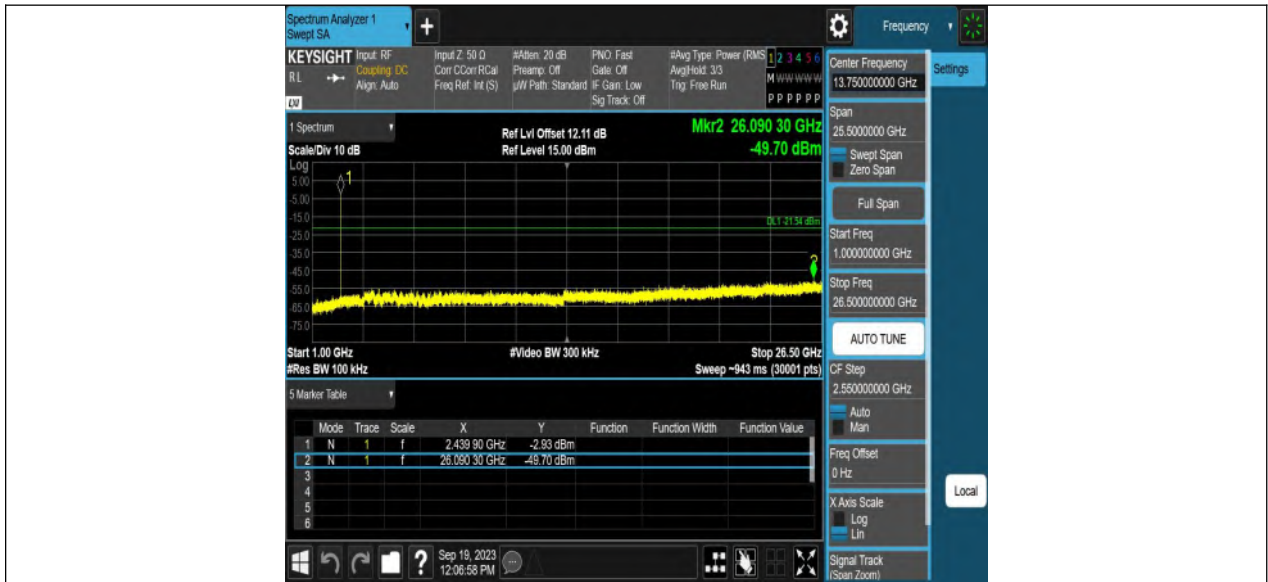 Spectrum Analyzer 1
Swept SA
+
Frequency
KEYSIGHT
RL
LXI
Input: RF
Coupling: DC
Align: Auto
Input Z: 50 Ω
Corr CCorr RCal
Freq Ref: Int (S)
#Atten: 20 dB
Preamp: Off
µW Path: Standard
PNO: Fast
Gate: Off
IF Gain: Low
Sig Track: Off
#Avg Type: Power (RMS
Avg|Hold: 3/3
Trig: Free Run
1 2 3 4 5 6
M W W W W W
P P P P P P
1 Spectrum
Scale/Div 10 dB
Ref Lvl Offset 12.11 dB
Ref Level 15.00 dBm
Mkr2 26.090 30 GHz
-49.70 dBm
Log
5.00
-5.00
-15.0
-25.0
-35.0
-45.0
-55.0
-65.0
-75.0
1
DL1 -21.54 dBm
2
Start 1.00 GHz
#Res BW 100 kHz
#Video BW 300 kHz
Stop 26.50 GHz
Sweep ~943 ms (30001 pts)
5 Marker Table
Mode Trace Scale X Y Function Function Width Function Value
1 N 1 f 2.439 90 GHz -2.93 dBm
2 N 1 f 26.090 30 GHz -49.70 dBm
3
4
5
6
?
Sep 19, 2023
12:06:58 PM
Center Frequency
13.750000000 GHz
Settings
Span
25.5000000 GHz
Swept Span
Zero Span
Full Span
Start Freq
1.000000000 GHz
Stop Freq
26.500000000 GHz
AUTO TUNE
CF Step
2.550000000 GHz
Auto
Man
Freq Offset
0 Hz
X Axis Scale
Log
Lin
Local
Signal Track
(Span Zoom)